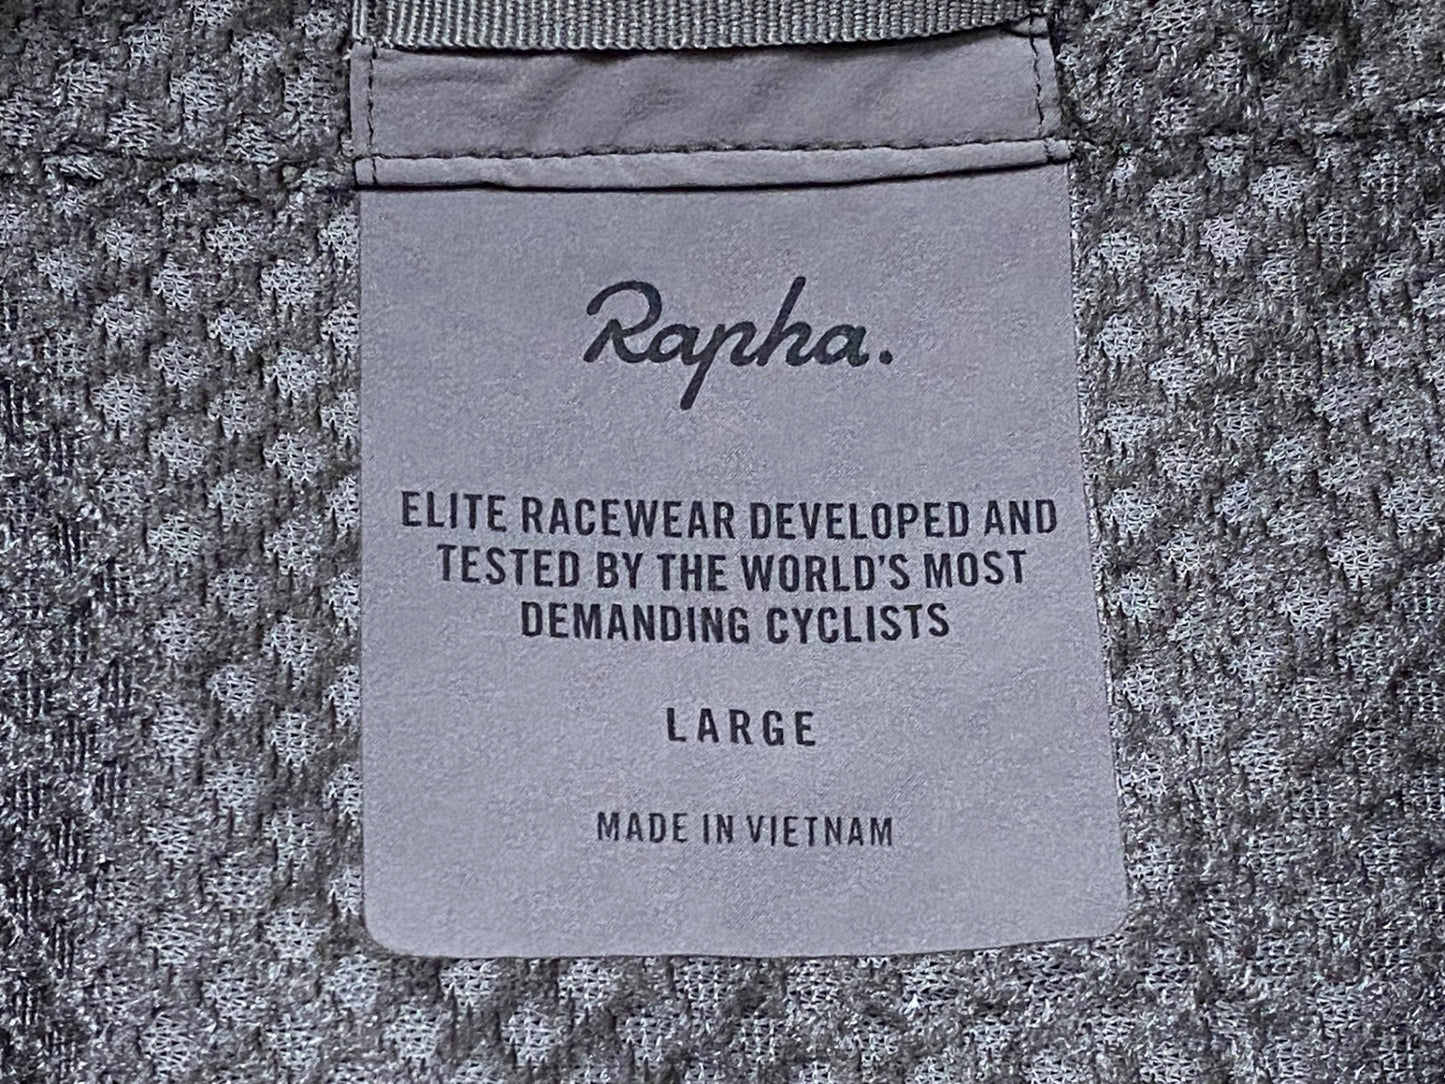 Rapha.
ELITE RACEWEAR DEVELOPED AND
TESTED BY THE WORLD'S MOST
DEMANDING CYCLISTS
LARGE
MADE IN VIETNAM